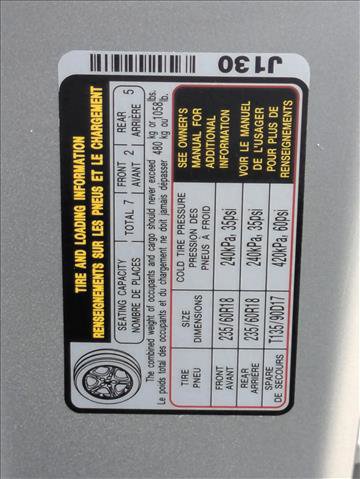 J130
TIRE AND LOADING INFORMATION
RENSEIGNEMENTS SUR LES PNEUS ET LE CHARGEMENT
SEATING CAPACITY TOTAL 7 FRONT 2 REAR 5
NOMBRE DE PLACES AVANT ARRIÈRE
The combined weight of occupants and cargo should never exceed 480 kg or 1058 lbs.
Le poids total des occupants et du chargement ne doit jamais dépasser
TIRE SIZE COLD TIRE PRESSURE
PNEU DIMENSIONS PRESSION DES
PNEUS À FROID
FRONT 235/60R18 240kPa, 35psi
AVANT
REAR 235/60R18 240kPa, 35psi
ARRIÈRE
SPARE T135/90D17 420kPa, 60psi
DE SECOURS
SEE OWNER'S
MANUAL FOR
ADDITIONAL
INFORMATION
VOIR LE MANUEL
DE L'USAGER
POUR PLUS DE
RENSEIGNEMENTS